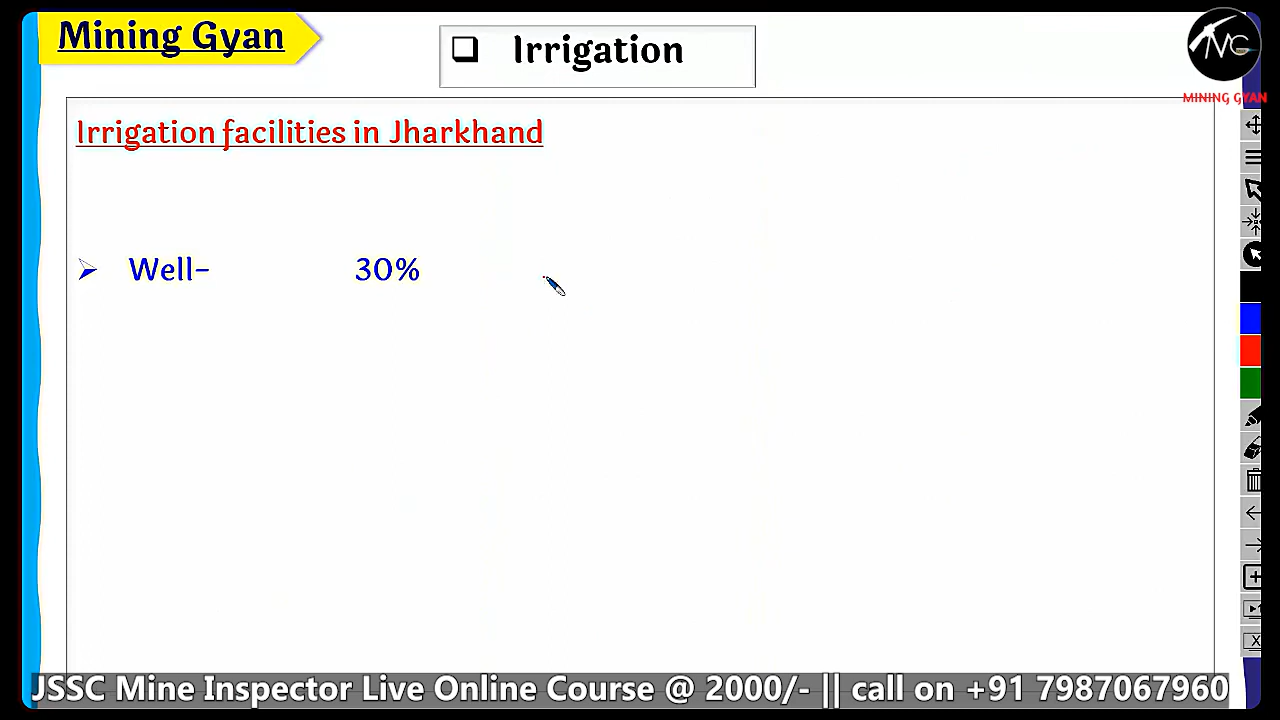 Mining Gyan
❑ Irrigation
MINING GYAN
Irrigation facilities in Jharkhand
➢ Well- 30%
JSSC Mine Inspector Live Online Course @ 2000/- || call on +91 7987067960